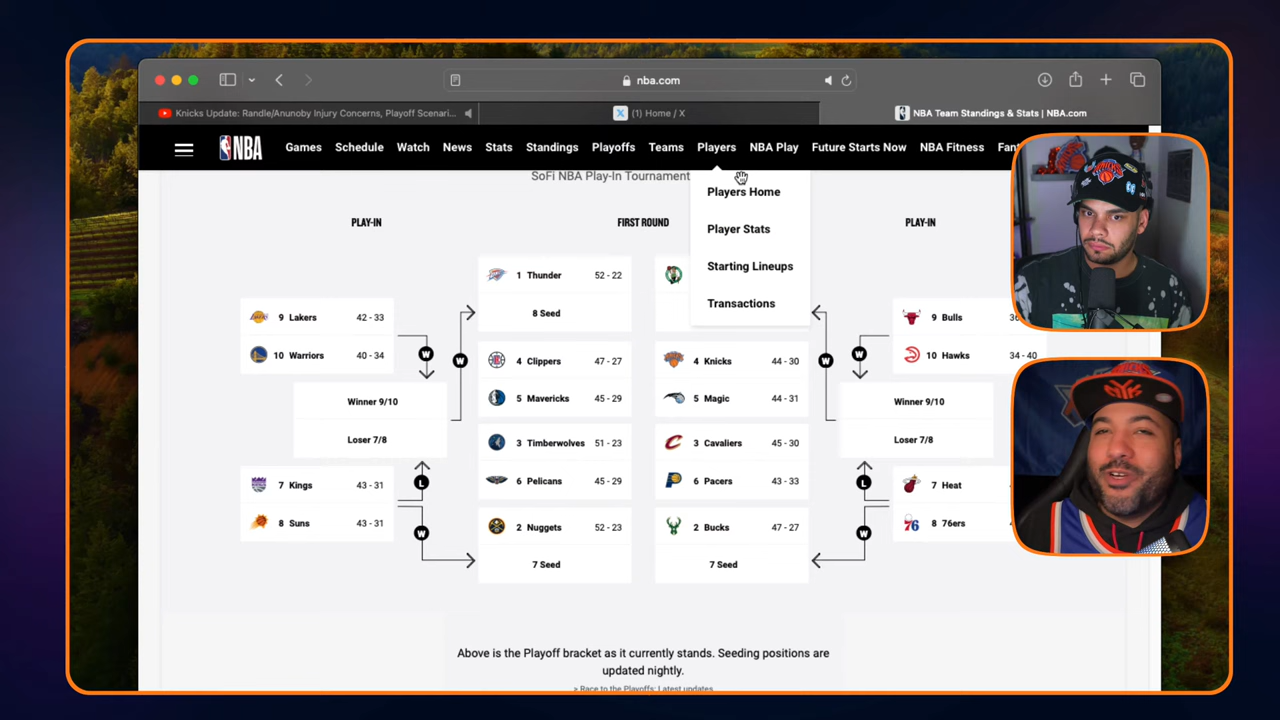 nba.com
Knicks Update: Randle/Anunoby Injury Concerns, Playoff Scenari...
(1) Home / X
NBA Team Standings & Stats | NBA.com
NBA
Games
Schedule
Watch
News
Stats
Standings
Playoffs
Teams
Players
NBA Play
Future Starts Now
NBA Fitness
Fant
SoFi NBA Play-In Tournament
Players Home
Player Stats
Starting Lineups
Transactions
PLAY-IN
FIRST ROUND
PLAY-IN
9 Lakers 42 - 33
10 Warriors 40 - 34
W
Winner 9/10
Loser 7/8
L
7 Kings 43 - 31
8 Suns 43 - 31
W
W
1 Thunder 52 - 22
8 Seed
4 Clippers 47 - 27
5 Mavericks 45 - 29
3 Timberwolves 51 - 23
6 Pelicans 45 - 29
2 Nuggets 52 - 23
7 Seed
4 Knicks 44 - 30
5 Magic 44 - 31
3 Cavaliers 45 - 30
6 Pacers 43 - 33
2 Bucks 47 - 27
7 Seed
W
W
9 Bulls
10 Hawks 34 - 40
Winner 9/10
Loser 7/8
L
7 Heat
8 76ers
W
Above is the Playoff bracket as it currently stands. Seeding positions are
updated nightly.
» Race to the Playoffs: Latest updates
NYK